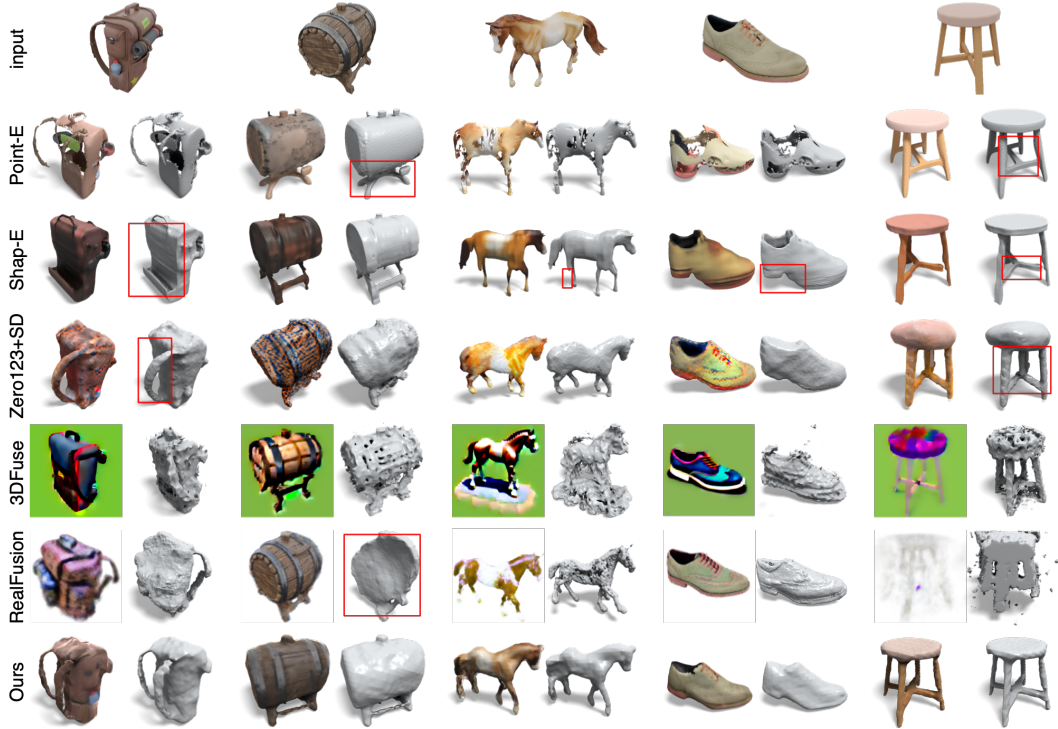 input
Point-E
Shap-E
Zero123+SD
3DFuse
RealFusion
Ours